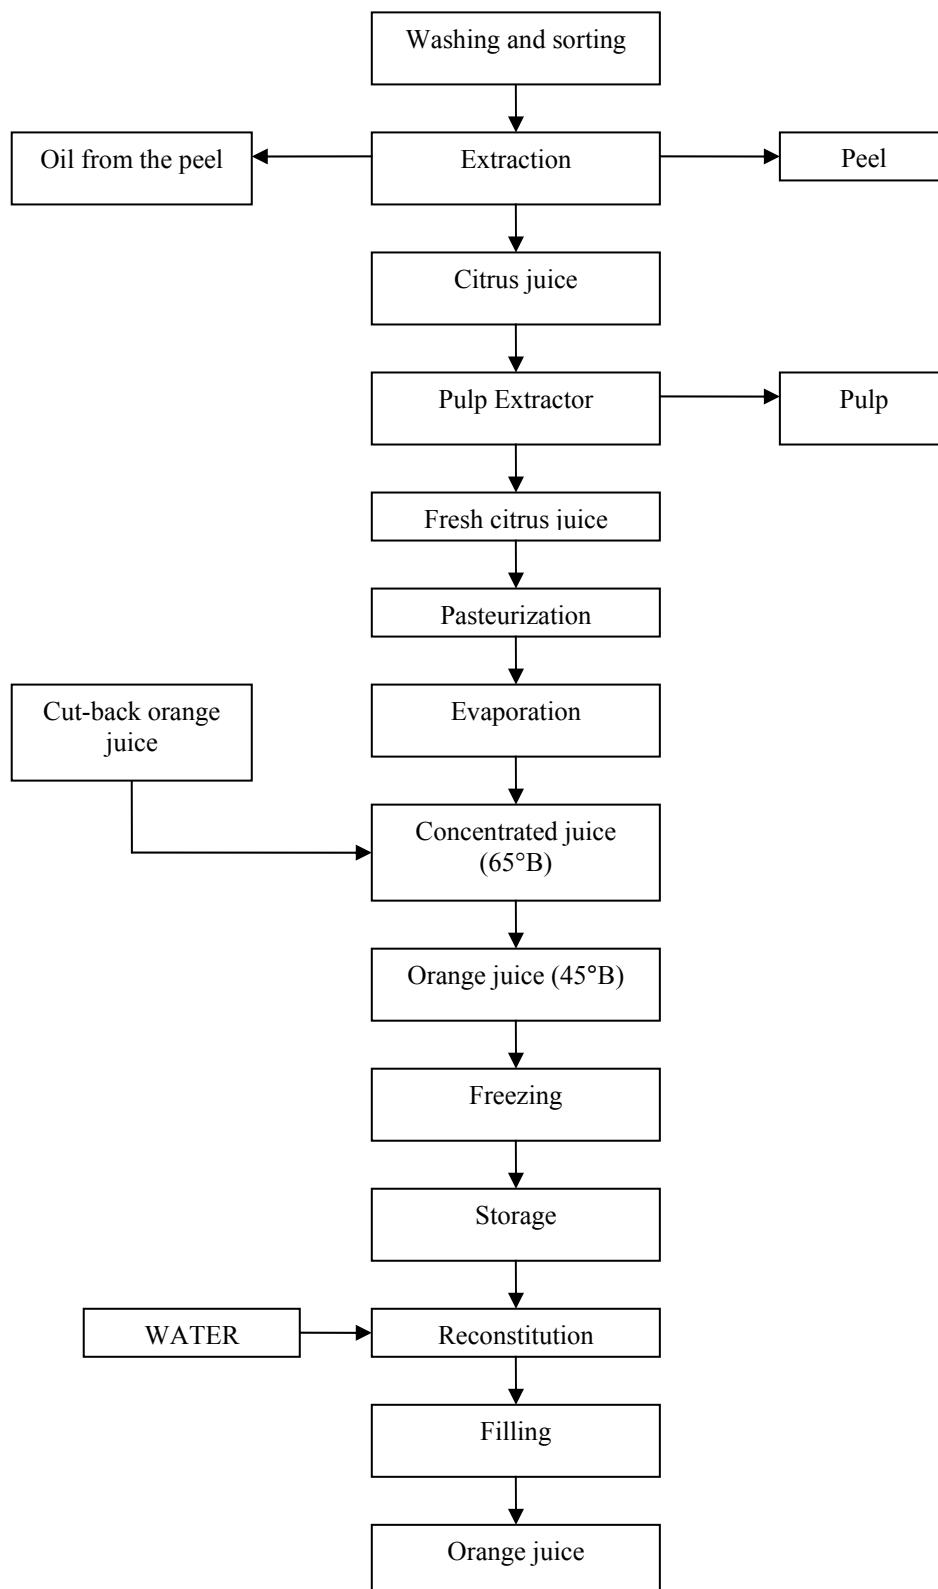 Washing and sorting
Oil from the peel
Extraction
Peel
Citrus juice
Pulp Extractor
Pulp
Fresh citrus juice
Pasteurization
Cut-back orange
juice
Evaporation
Concentrated juice
(65°B)
Orange juice (45°B)
Freezing
Storage
WATER
Reconstitution
Filling
Orange juice